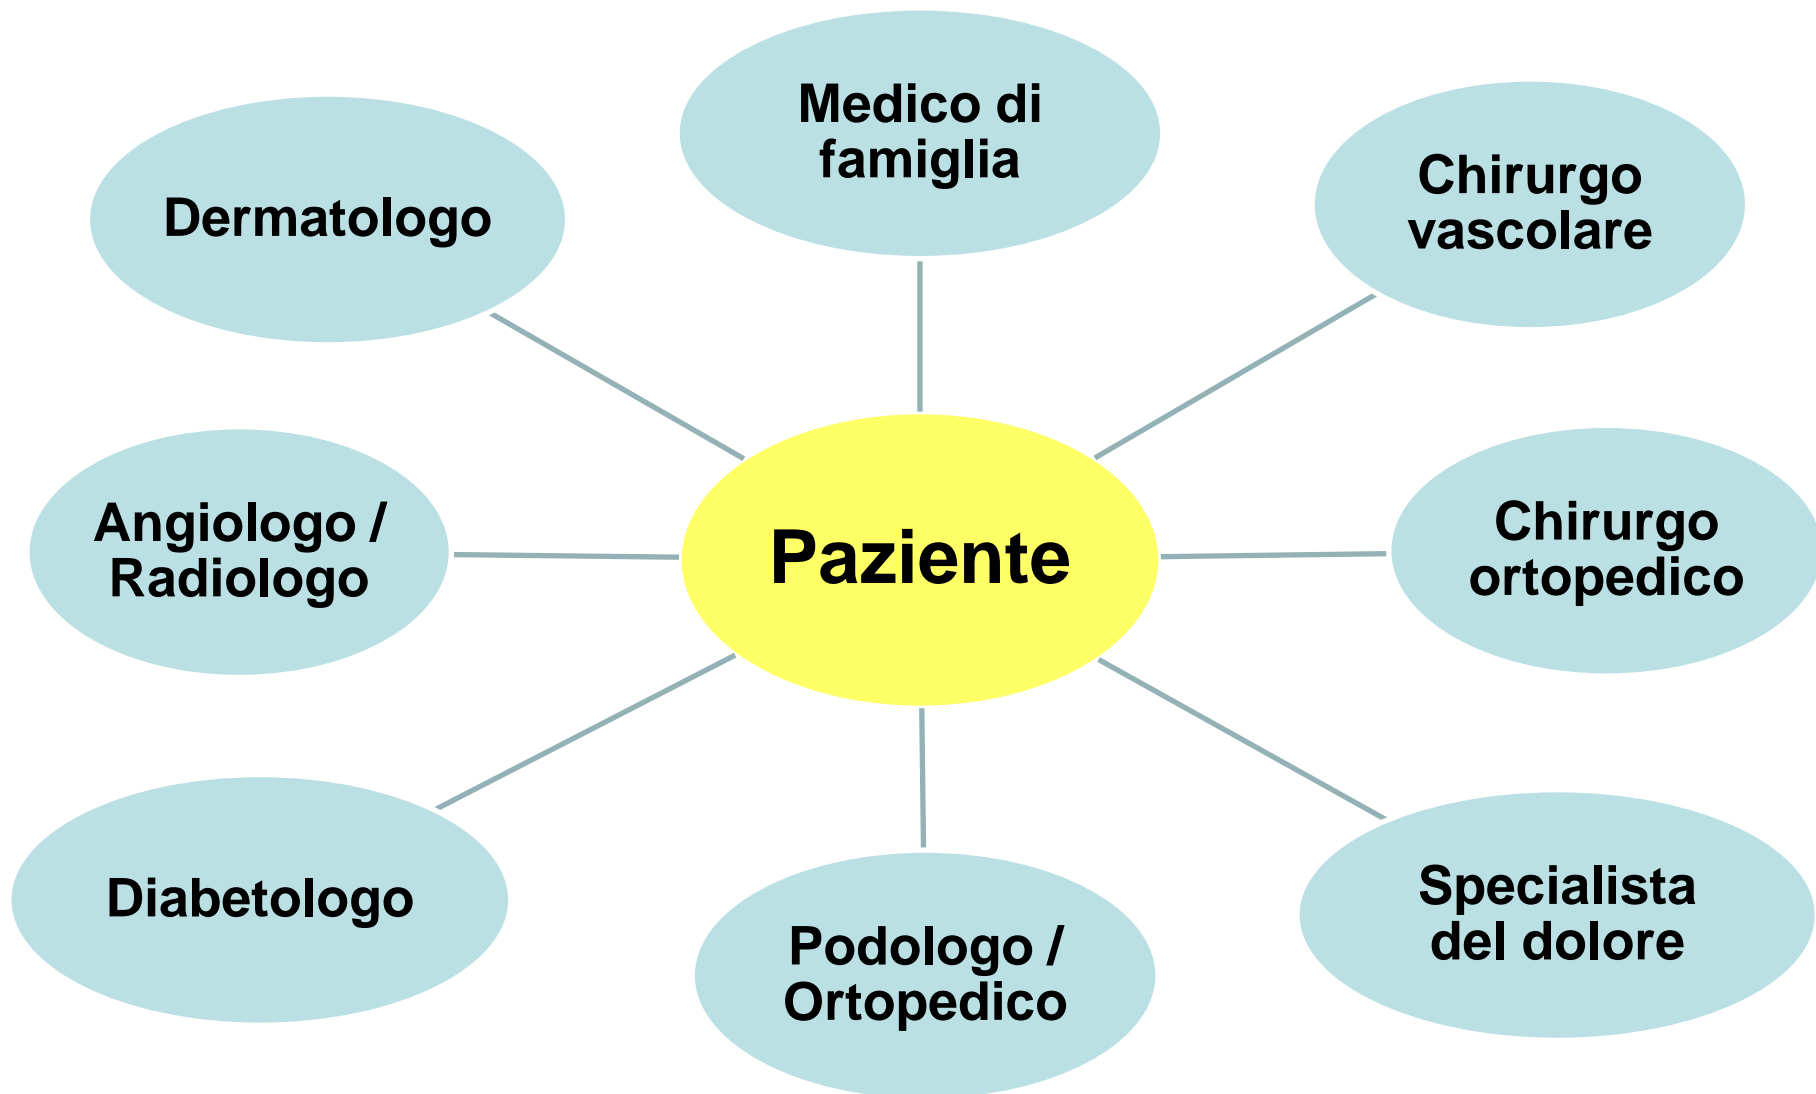 Medico di
famiglia
Dermatologo
Chirurgo
vascolare
Angiologo /
Radiologo
Paziente
Chirurgo
ortopedico
Diabetologo
Podologo /
Ortopedico
Specialista
del dolore